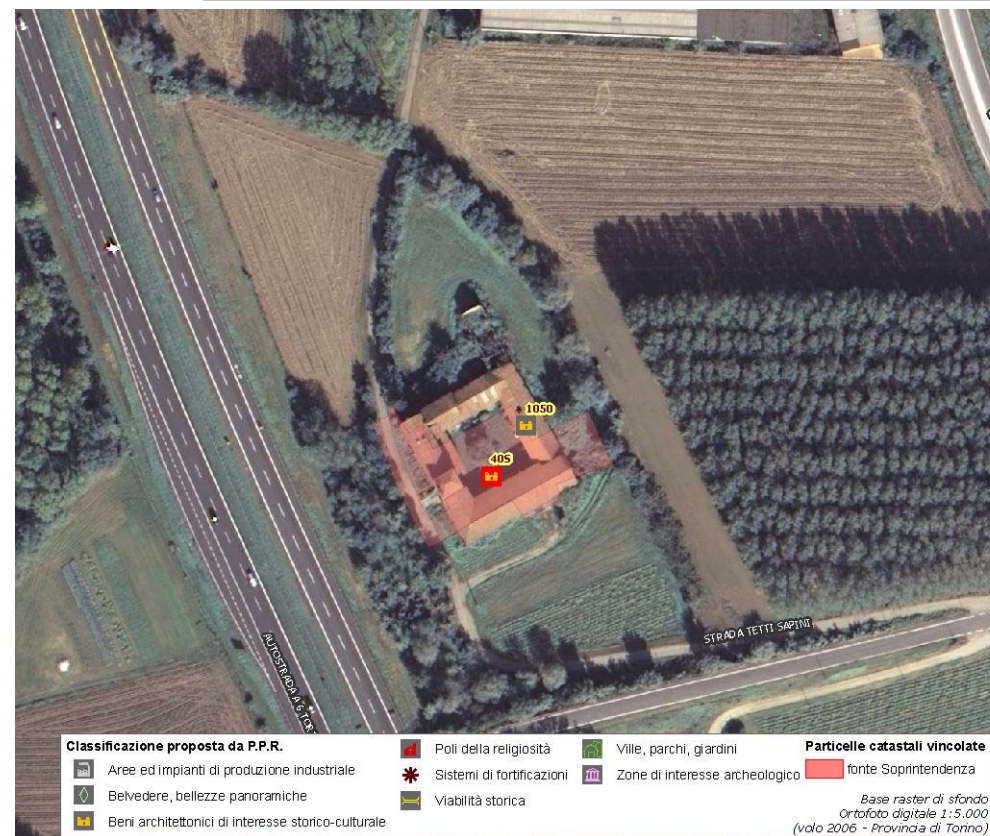 1050
405
STRADA TETTI SAPINI
AUTOSTRADA A 6 TOR
Classificazione proposta da P.P.R.
Aree ed impianti di produzione industriale
Belvedere, bellezze panoramiche
Beni architettonici di interesse storico-culturale
Poli della religiosità
Sistemi di fortificazioni
Viabilità storica
Ville, parchi, giardini
Zone di interesse archeologico
Particelle catastali vincolate
fonte Soprintendenza
Base raster di sfondo
Ortofoto digitale 1:5.000
(volo 2006 - Provincia di Torino)